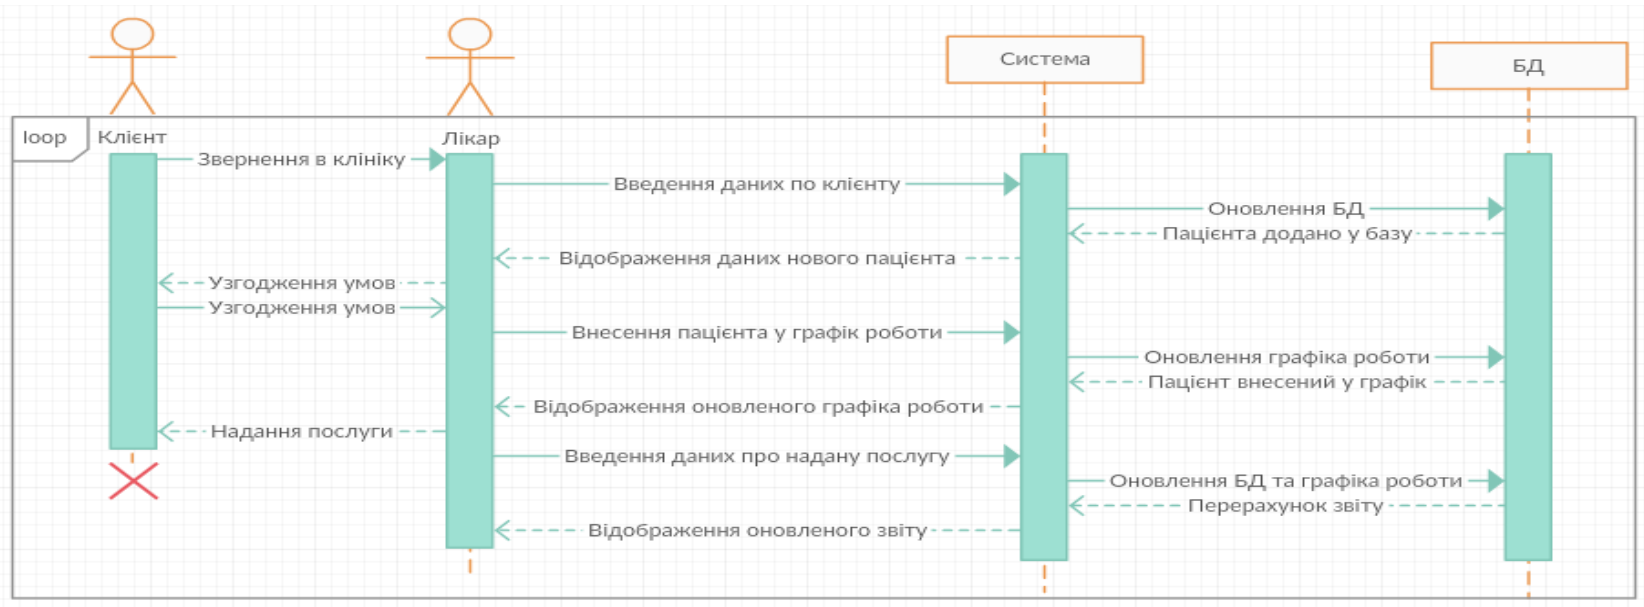 Система
БД
loop
Клієнт
Лікар
Звернення в клініку
Введення даних по клієнту
Оновлення БД
Пацієнта додано у базу
Відображення даних нового пацієнта
Узгодження умов
Узгодження умов
Внесення пацієнта у графік роботи
Оновлення графіка роботи
Пацієнт внесений у графік
Відображення оновленого графіка роботи
Надання послуги
Введення даних про надану послугу
Оновлення БД та графіка роботи
Перерахунок звіту
Відображення оновленого звіту